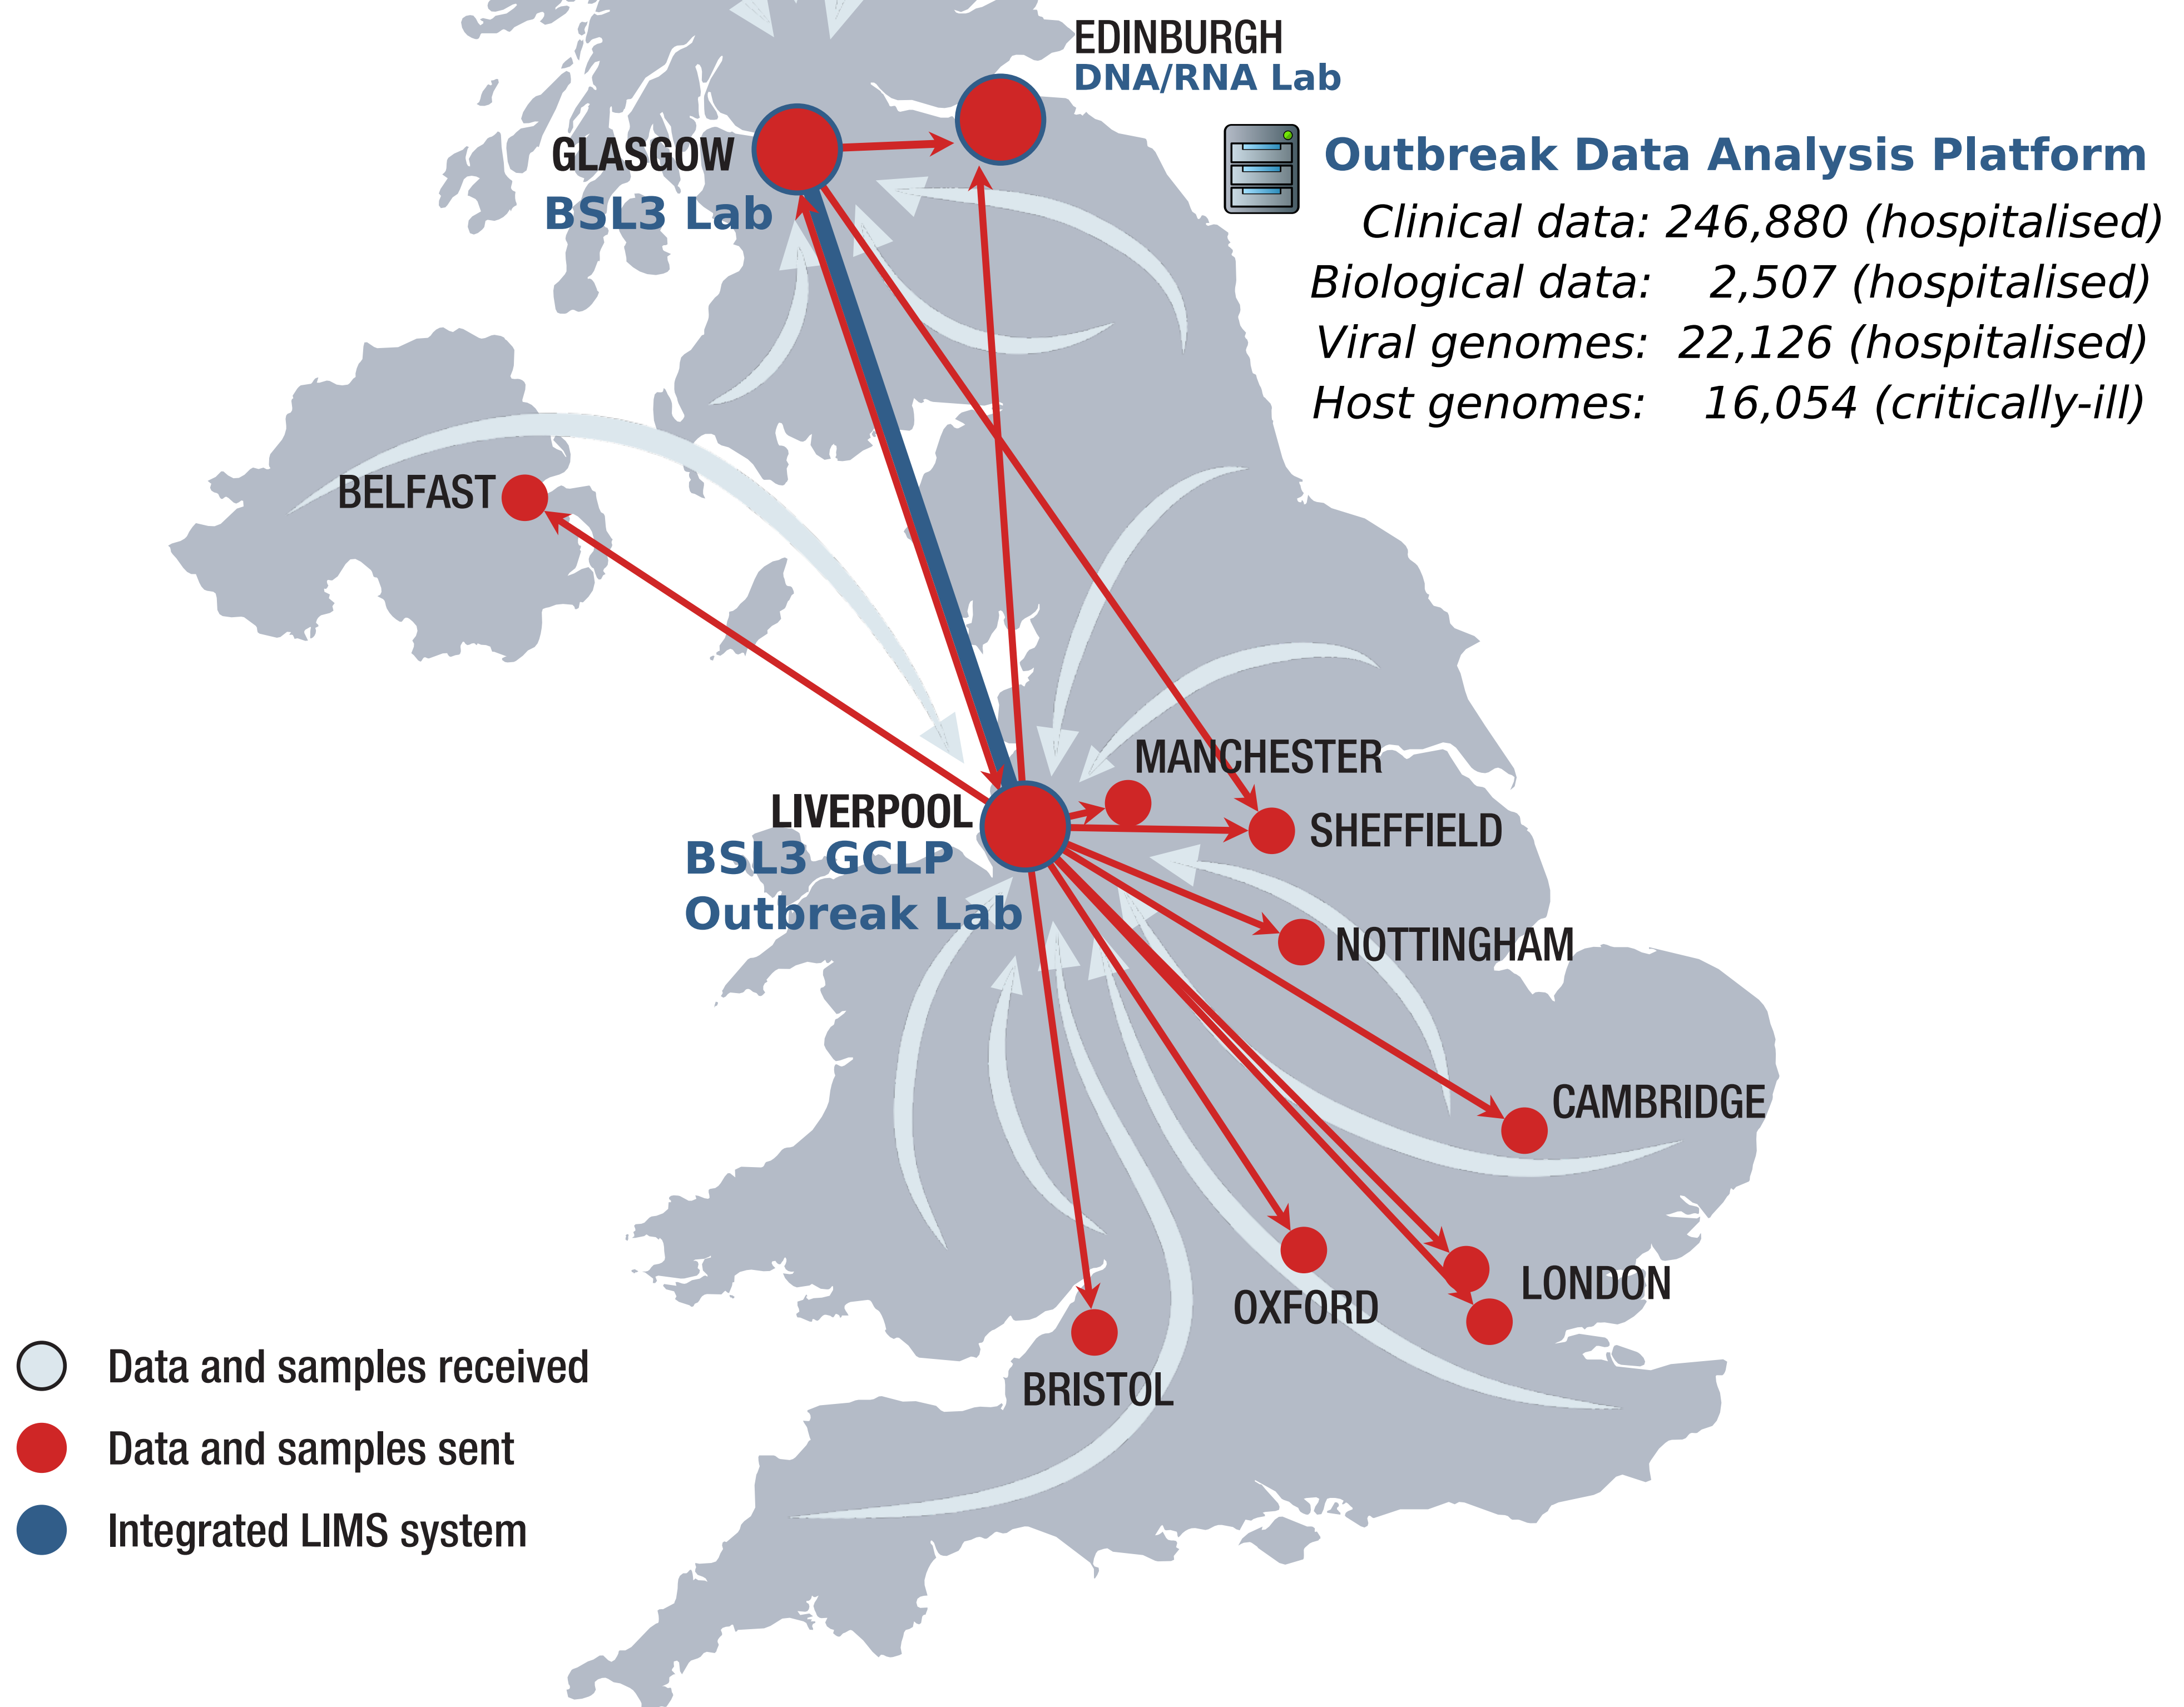 EDINBURGH
DNA/RNA Lab
GLASGOW
BSL3 Lab
Outbreak Data Analysis Platform
Clinical data: 246,880 (hospitalised)
Biological data: 2,507 (hospitalised)
Viral genomes: 22,126 (hospitalised)
Host genomes: 16,054 (critically-ill)
BELFAST
MANCHESTER
LIVERPOOL
BSL3 GCLP
Outbreak Lab
SHEFFIELD
NOTTINGHAM
CAMBRIDGE
LONDON
OXFORD
BRISTOL
Data and samples received
Data and samples sent
Integrated LIMS system